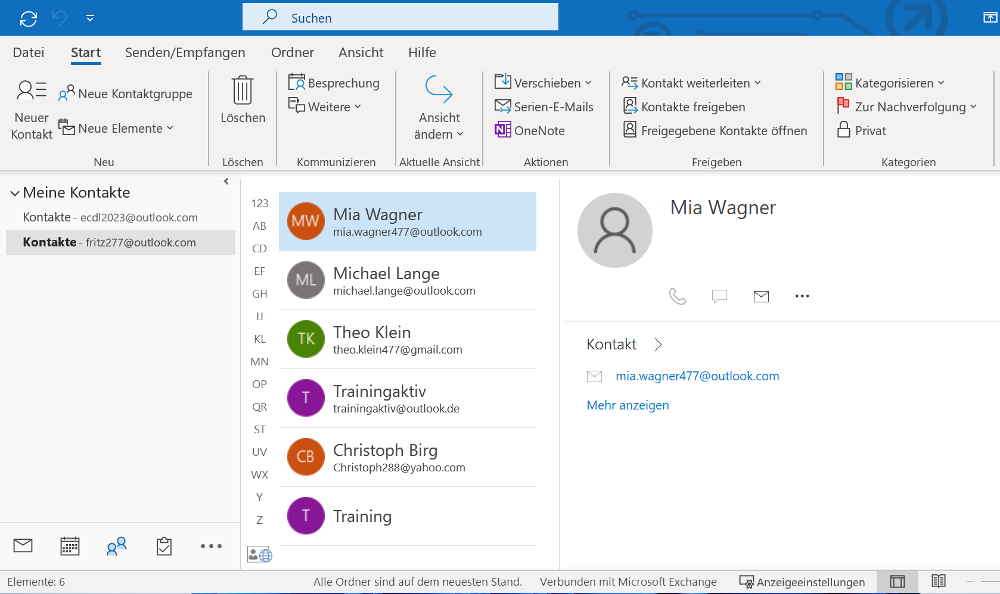 Suchen
Datei Start Senden/Empfangen Ordner Ansicht Hilfe
Neuer Kontakt
Neue Kontaktgruppe
Neue Elemente
Neu
Löschen
Löschen
Besprechung
Weitere
Kommunizieren
Ansicht ändern
Aktuelle Ansicht
Verschieben
Serien-E-Mails
OneNote
Aktionen
Kontakt weiterleiten
Kontakte freigeben
Freigegebene Kontakte öffnen
Freigeben
Kategorisieren
Zur Nachverfolgung
Privat
Kategorien
Meine Kontakte
Kontakte - ecdl2023@outlook.com
Kontakte - fritz277@outlook.com
123
AB
CD
EF
GH
IJ
KL
MN
OP
QR
ST
UV
WX
Y
Z
MW Mia Wagner
mia.wagner477@outlook.com
ML Michael Lange
michael.lange@outlook.com
TK Theo Klein
theo.klein477@gmail.com
T Trainingaktiv
trainingaktiv@outlook.de
CB Christoph Birg
Christoph288@yahoo.com
T Training
Mia Wagner
Kontakt
mia.wagner477@outlook.com
Mehr anzeigen
Elemente: 6 Alle Ordner sind auf dem neuesten Stand. Verbunden mit Microsoft Exchange Anzeigeeinstellungen